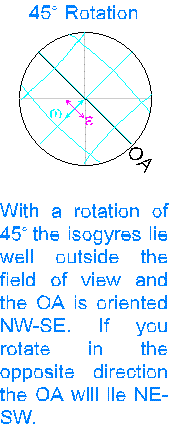 45° Rotation
ω ε
OA
With a rotation of
45° the isogyres lie
well outside the
field of view and
the OA is oriented
NW-SE. If you
rotate in the
opposite direction
the OA will lie NE-
SW.